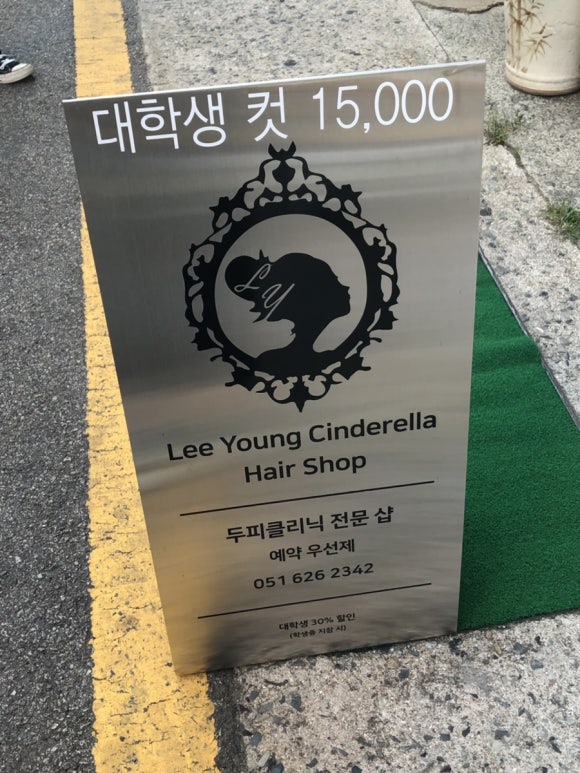 대학생 컷 15,000
LY
Lee Young Cinderella
Hair Shop
두피클리닉 전문 샵
예약 우선제
051 626 2342
대학생 30% 할인
(학생증 지참 시)